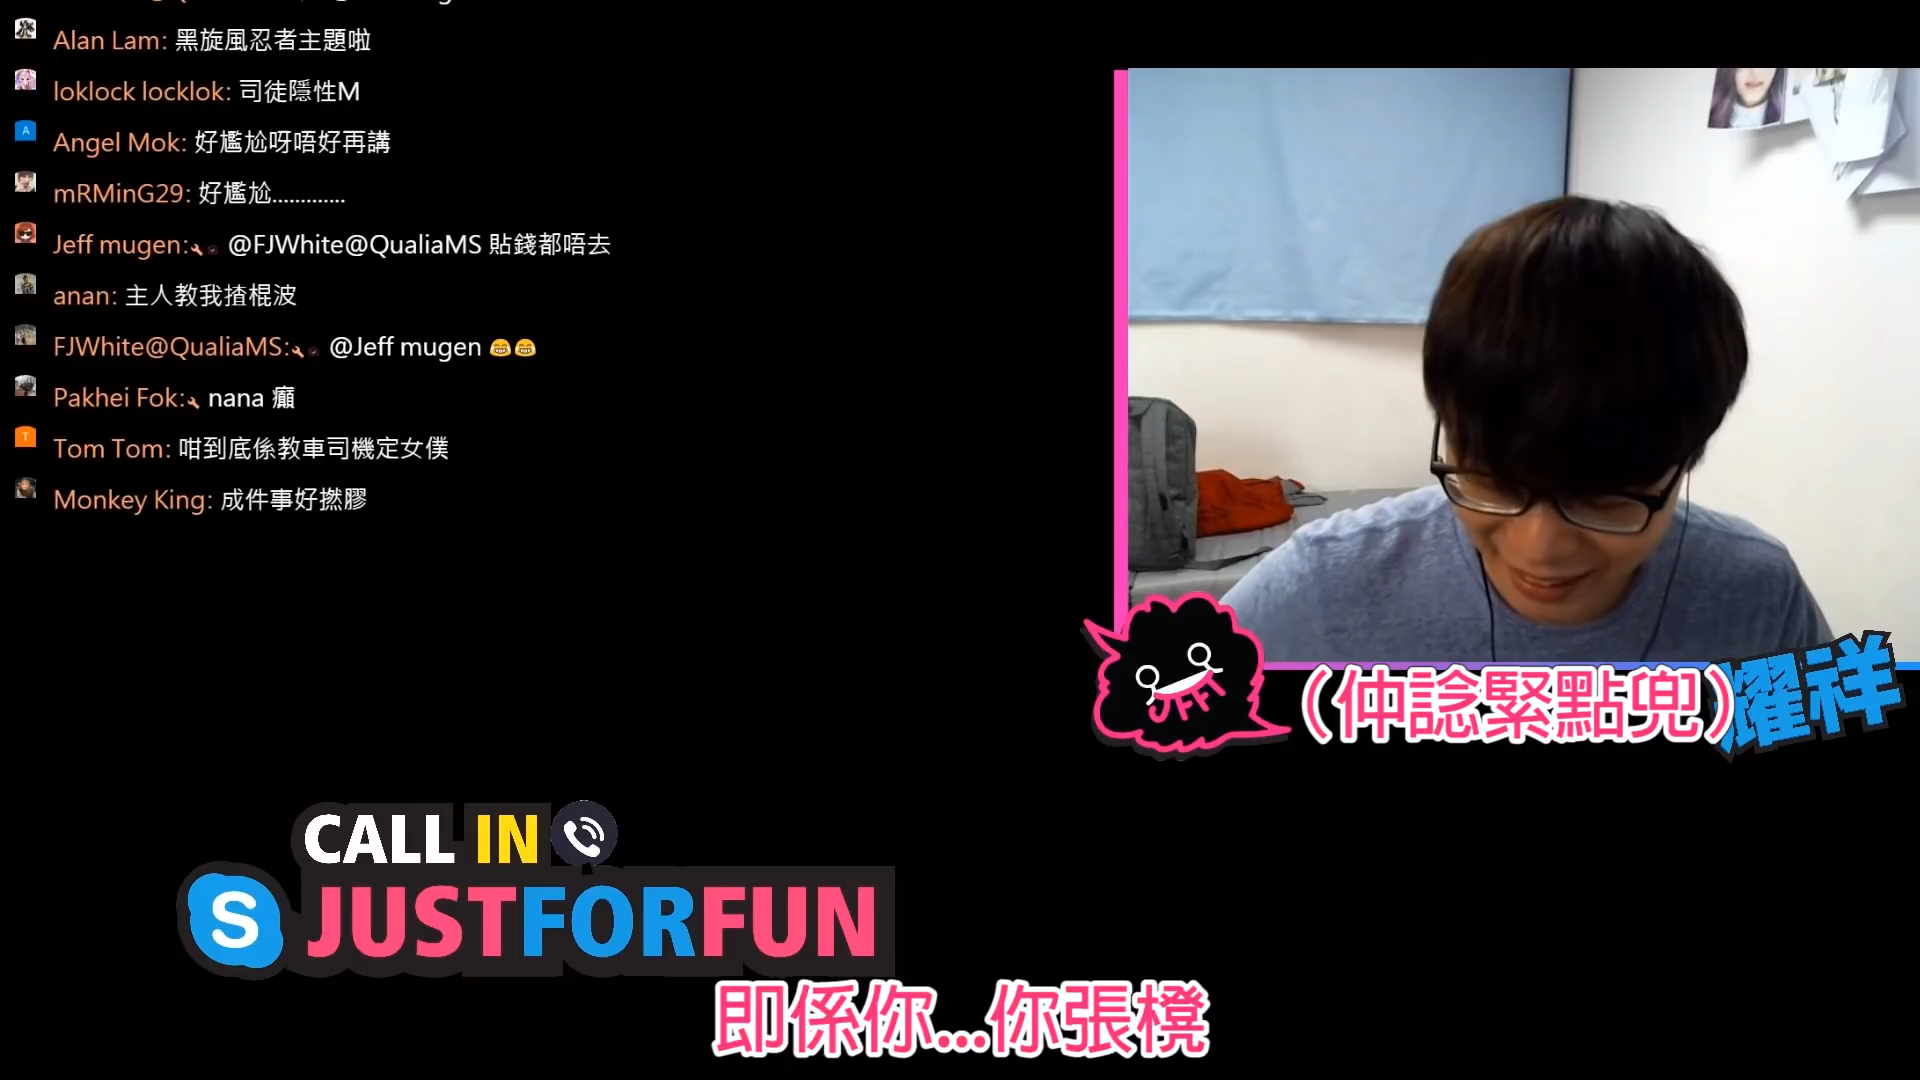 Alan Lam: 黑旋風忍者主題啦
loklock locklok: 司徒隱性M
A
Angel Mok: 好尷尬呀唔好再講
mRMinG29: 好尷尬.............
Jeff mugen: @FJWhite@QualiaMS 貼錢都唔去
anan: 主人教我揸棍波
FJWhite@QualiaMS: @Jeff mugen 😂😂
Pakhei Fok: nana 癲
T
Tom Tom: 咁到底係教車司機定女僕
Monkey King: 成件事好撚膠
JFFT
（仲諗緊點兜）
耀祥
CALL IN
S JUSTFORFUN
即係你...你張櫈